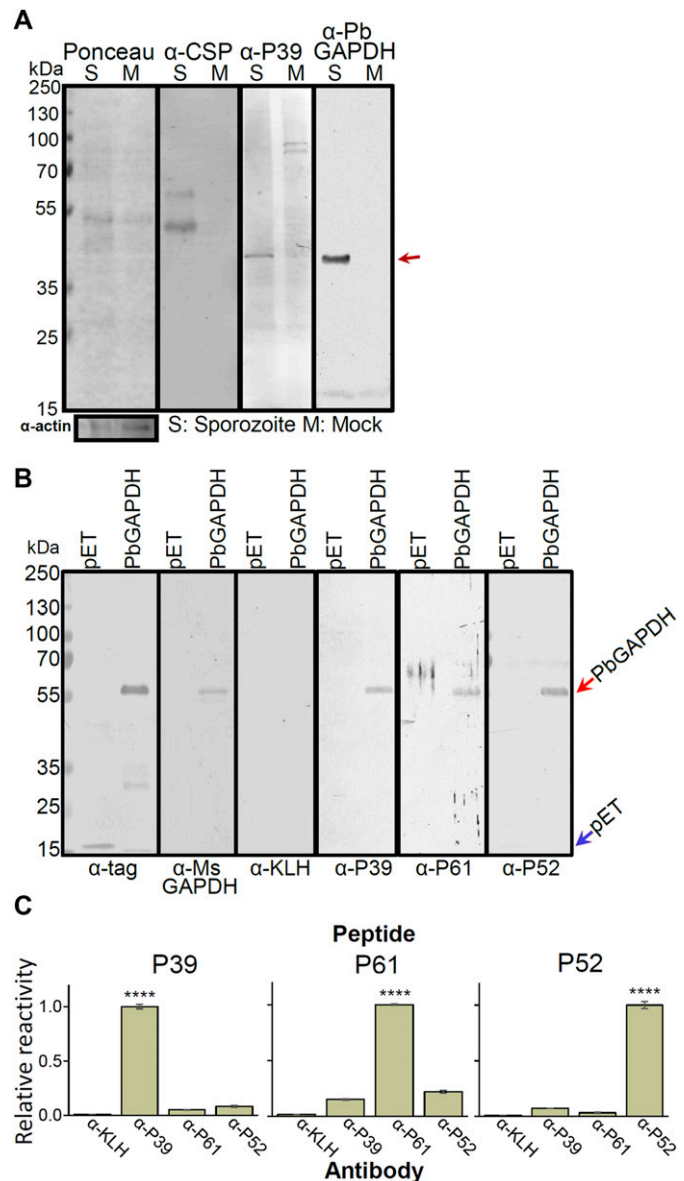 A
Ponceau α-CSP α-P39 α-Pb GAPDH
kDa S M S M S M S M
250
130
100
70
55
35
25
15
α-actin S: Sporozoite M: Mock
B
kDa pET PbGAPDH pET PbGAPDH pET PbGAPDH pET PbGAPDH pET PbGAPDH pET PbGAPDH
250
130
100
70
55
35
25
15
PbGAPDH
pET
α-tag α-Ms GAPDH α-KLH α-P39 α-P61 α-P52
C
Peptide
P39 P61 P52
Relative reactivity
1.0
0.5
0.0
**** **** ****
α-KLH α-P39 α-P61 α-P52 α-KLH α-P39 α-P61 α-P52 α-KLH α-P39 α-P61 α-P52
Antibody